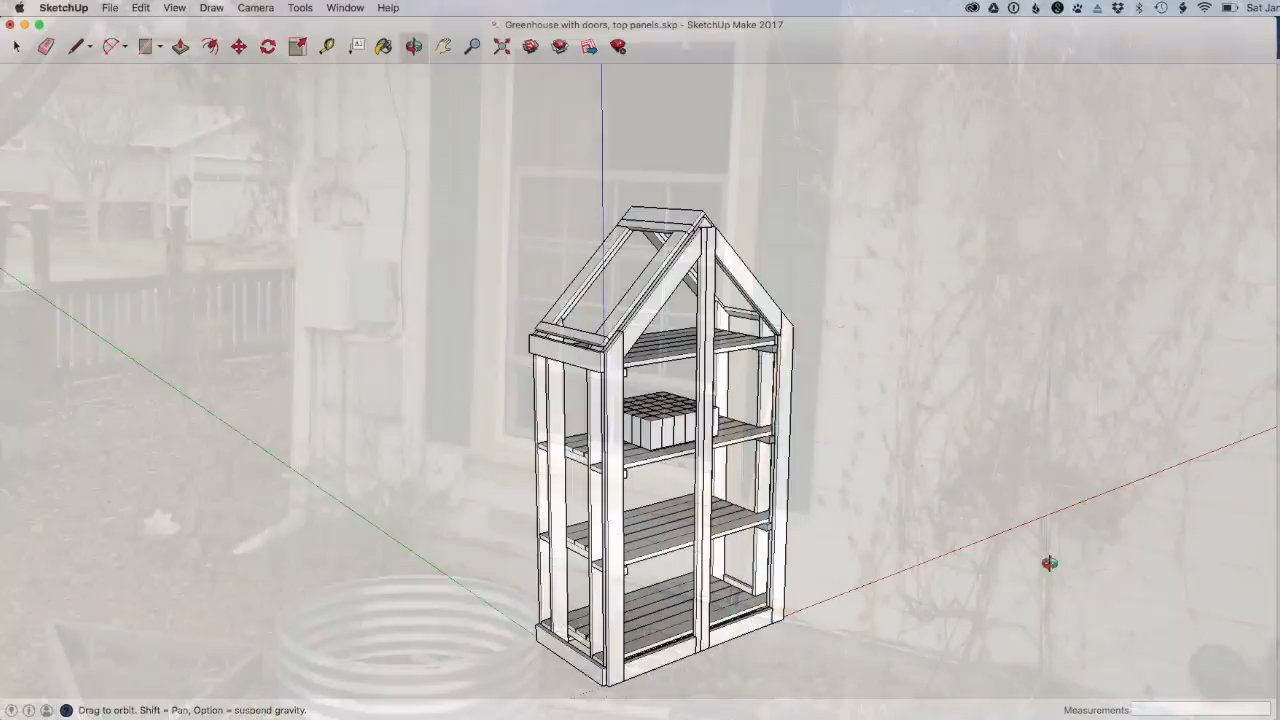 SketchUp File Edit View Draw Camera Tools Window Help Sat Jan
Greenhouse with doors, top panels.skp - SketchUp Make 2017
A1
Drag to orbit. Shift = Pan, Option = suspend gravity.
Measurements